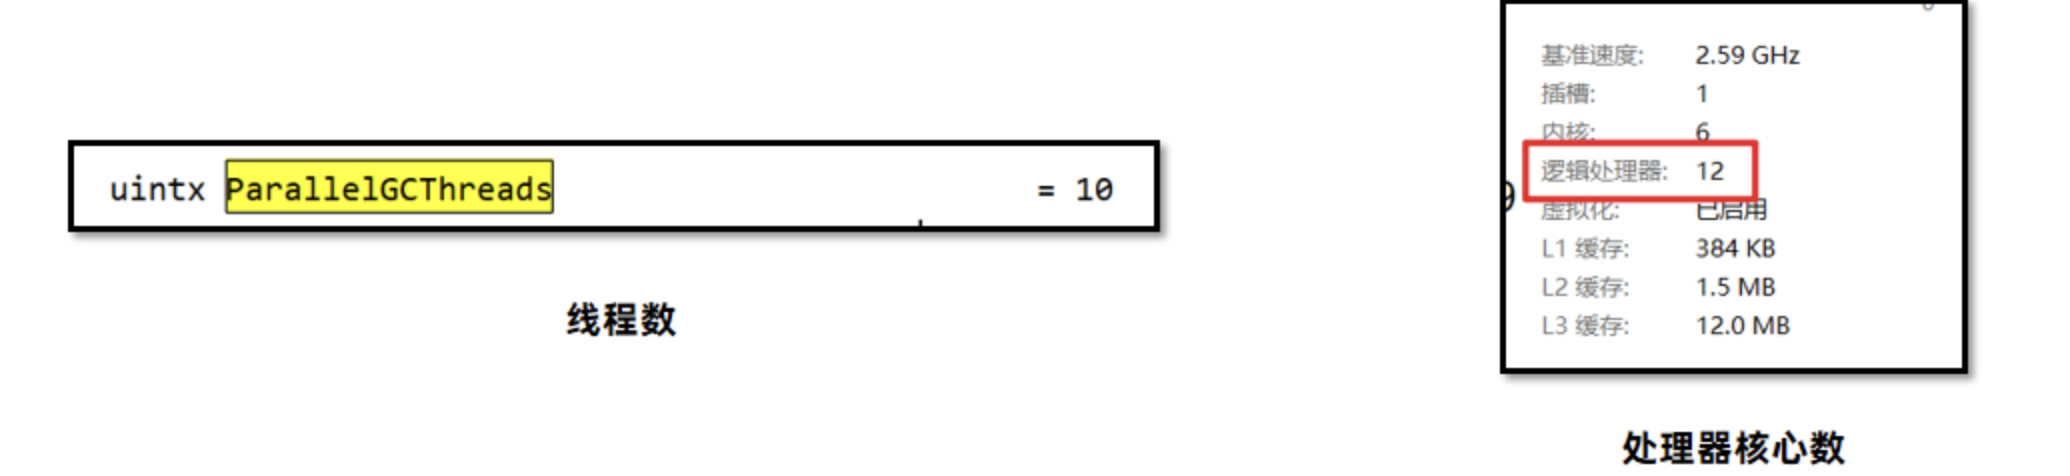 uintx ParallelGCThreads = 10
线程数
基准速度: 2.59 GHz
插槽: 1
内核: 6
逻辑处理器: 12
虚拟化: 已启用
L1 缓存: 384 KB
L2 缓存: 1.5 MB
L3 缓存: 12.0 MB
处理器核心数